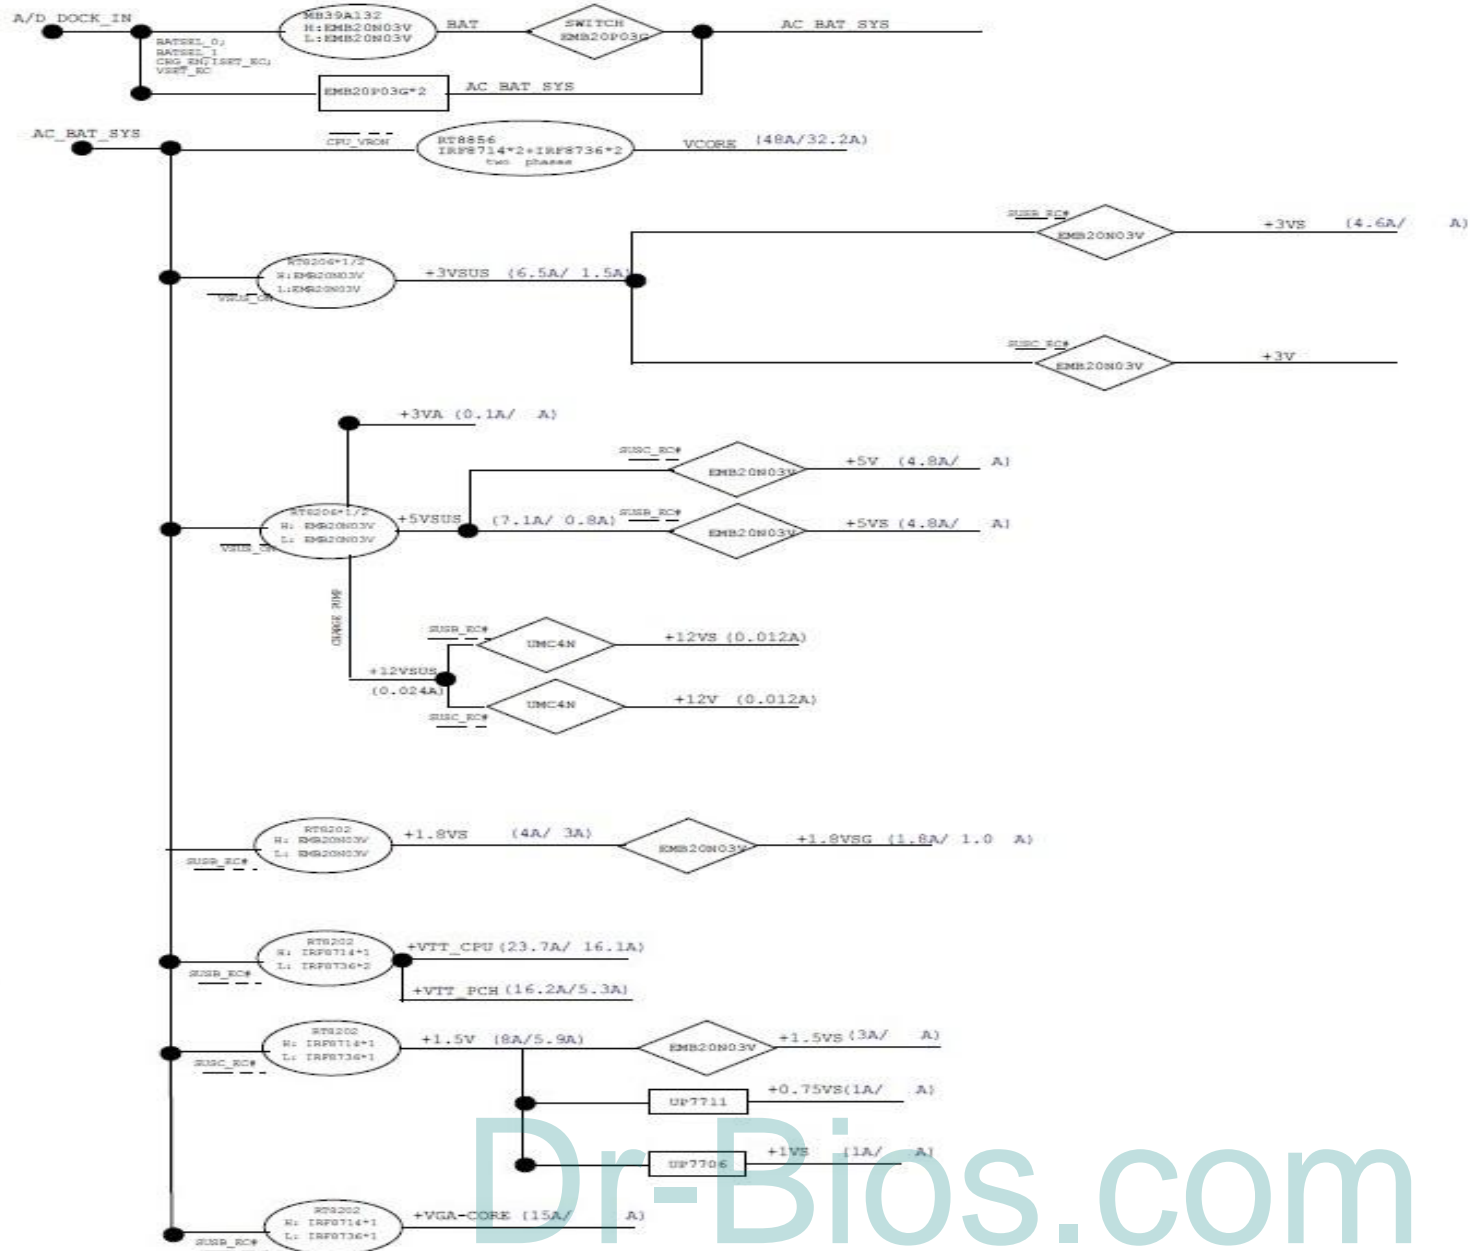 A/D_DOCK_IN
BATSEL_0;
BATSEL_1
CHG_EN;ISET_EC;
VSET_EC
MB39A132
H:EMB20N03V
L:EMB20N03V
BAT
SWITCH
EMB20P03G
AC_BAT_SYS
EMB20P03G*2
AC_BAT_SYS
AC_BAT_SYS
CPU_VRON
RT8856
IRF8714*2+IRF8736*2
two phases
VCORE (48A/32.2A)
RT8206*1/2
H:EMB20N03V
L:EMB20N03V
VSUS_ON
+3VSUS (6.5A/ 1.5A)
SUSB_EC#
EMB20N03V
+3VS (4.6A/ A)
SUSC_EC#
EMB20N03V
+3V
+3VA (0.1A/ A)
RT8206*1/2
H: EMB20N03V
L: EMB20N03V
VSUS_ON
+5VSUS (7.1A/ 0.8A)
SUSC_EC#
EMB20N03V
+5V (4.8A/ A)
SUSB_EC#
EMB20N03V
+5VS (4.8A/ A)
CHARGE PUMP
+12VSUS
(0.024A)
SUSB_EC#
UMC4N
+12VS (0.012A)
SUSC_EC#
UMC4N
+12V (0.012A)
RT8202
H: EMB20N03V
L: EMB20N03V
SUSB_EC#
+1.8VS (4A/ 3A)
EMB20N03V
+1.8VSG (1.8A/ 1.0 A)
RT8202
H: IRF8714*1
L: IRF8736*2
SUSB_EC#
+VTT_CPU (23.7A/ 16.1A)
+VTT_PCH (16.2A/5.3A)
RT8202
H: IRF8714*1
L: IRF8736*1
SUSC_EC#
+1.5V (8A/5.9A)
EMB20N03V
+1.5VS (3A/ A)
UP7711
+0.75VS(1A/ A)
UP7706
+1VS (1A/ A)
RT8202
H: IRF8714*1
L: IRF8736*1
SUSB_EC#
+VGA-CORE (15A/ A)
Dr-Bios.com